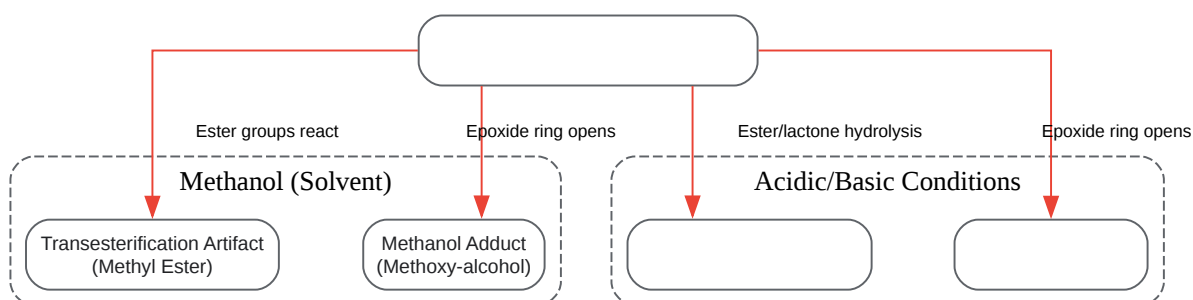 Ester groups react
Epoxide ring opens
Ester/lactone hydrolysis
Epoxide ring opens
Methanol (Solvent)
Acidic/Basic Conditions
Transesterification Artifact
(Methyl Ester)
Methanol Adduct
(Methoxy-alcohol)